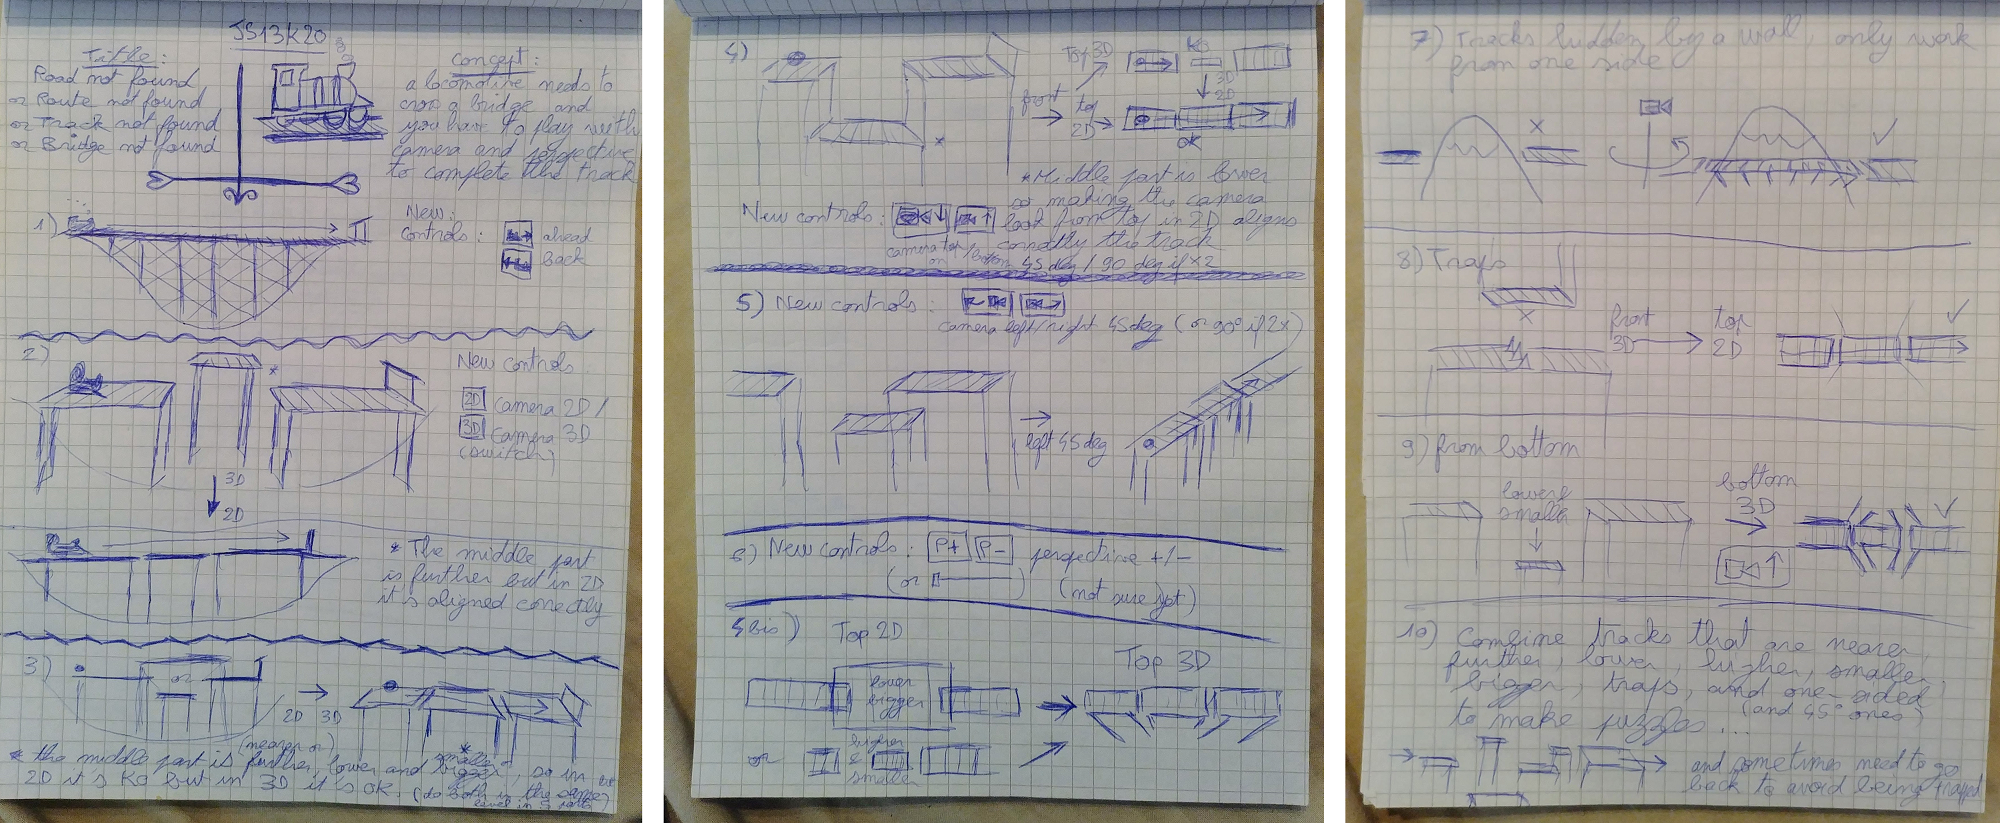 JS13K20
Title:
Road not found
or Route not found
or Track not found
or Bridge not found
concept:
a locomotive needs to
cross a bridge and
you have to play with
camera and perspective
to complete the track
1)
New
controls:
ahead
back
2)
New controls:
2D camera 2D /
3D camera 3D
(switch)
*
3D
2D
* The middle part
is further but in 2D
it's aligned correctly
3)
or
2D 3D
(nearer or)
* the middle part is further, lower and bigger, so in
2D it's KO but in 3D it's ok. (do both in the same
level in 3 parts)
4)
*
front
Top 3D
KO
3D
2D
top
2D
OK
* Middle part is lower
so making the camera
look from top in 2D aligns
correctly the track
New controls:
camera top / bottom 45 deg / 90 deg if x2
5) New controls:
camera left/right 45deg (or 90° if 2x)
left 45 deg
6) New controls: P+ P- perspective +/-
(or ) (not sure yet)
4bis) Top 2D
lower
bigger
Top 3D
or
higher
&
smaller
7) Tracks hidden by a wall, only work
from one side
X
8) Traps
X
front
3D
top
2D
9) from bottom
lower &
smaller
bottom
3D
10) Combine tracks that are nearer,
further, lower, higher, smaller,
bigger, traps, and one-sided
(and 45° ones)
to make puzzles ...
and sometimes need to go
back to avoid being trapped